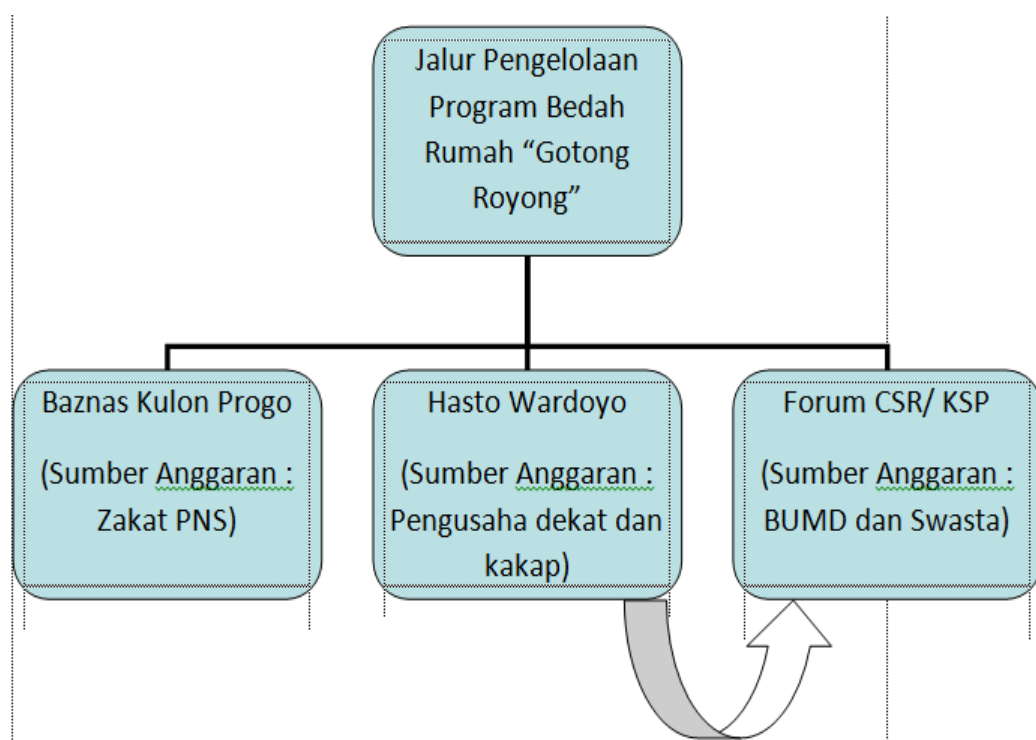 Jalur Pengelolaan
Program Bedah
Rumah “Gotong
Royong”
Baznas Kulon Progo
(Sumber Anggaran :
Zakat PNS)
Hasto Wardoyo
(Sumber Anggaran :
Pengusaha dekat dan
kakap)
Forum CSR/ KSP
(Sumber Anggaran :
BUMD dan Swasta)